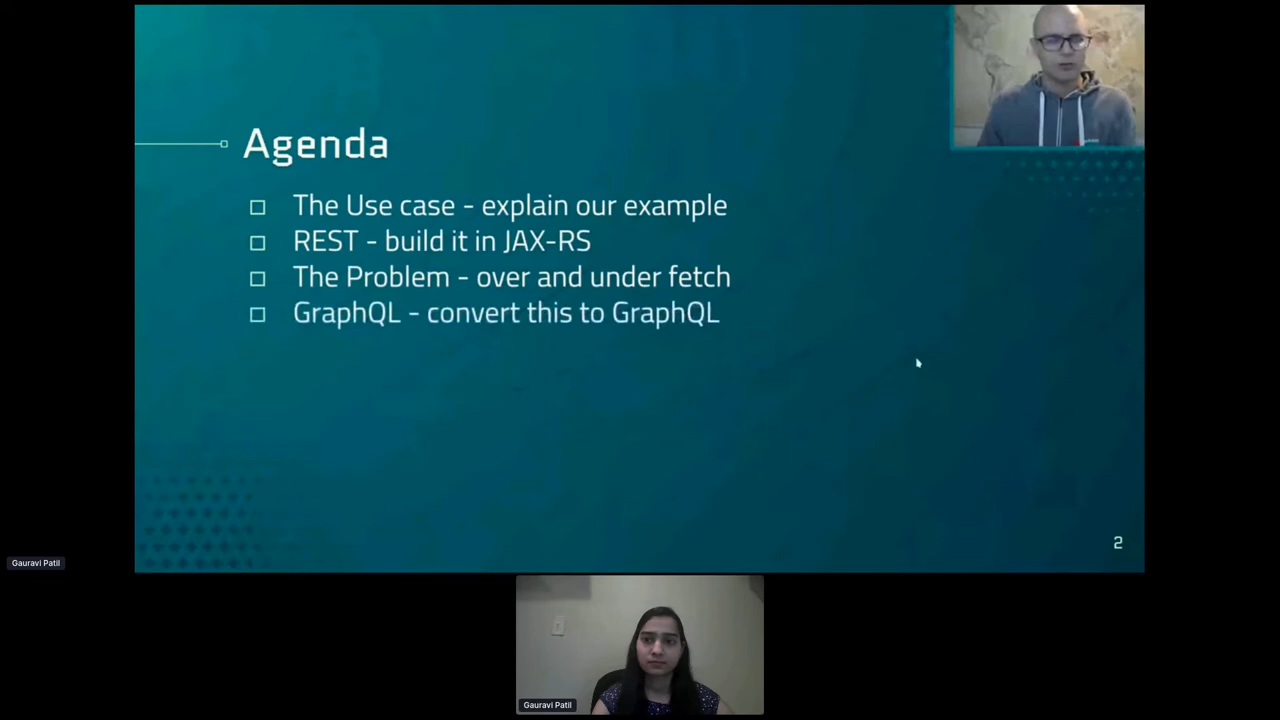 Agenda
The Use case - explain our example
REST - build it in JAX-RS
The Problem - over and under fetch
GraphQL - convert this to GraphQL
2
Gauravi Patil
Gauravi Patil